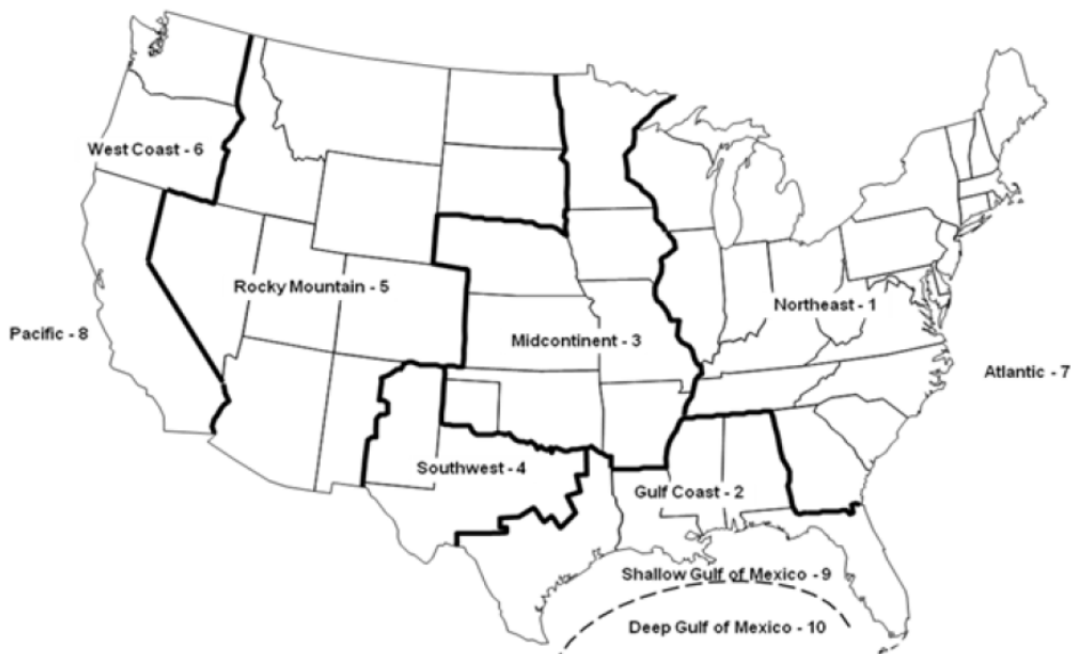 West Coast - 6
Rocky Mountain - 5
Northeast - 1
Pacific - 8
Midcontinent - 3
Atlantic - 7
Southwest - 4
Gulf Coast - 2
Shallow Gulf of Mexico - 9
Deep Gulf of Mexico - 10